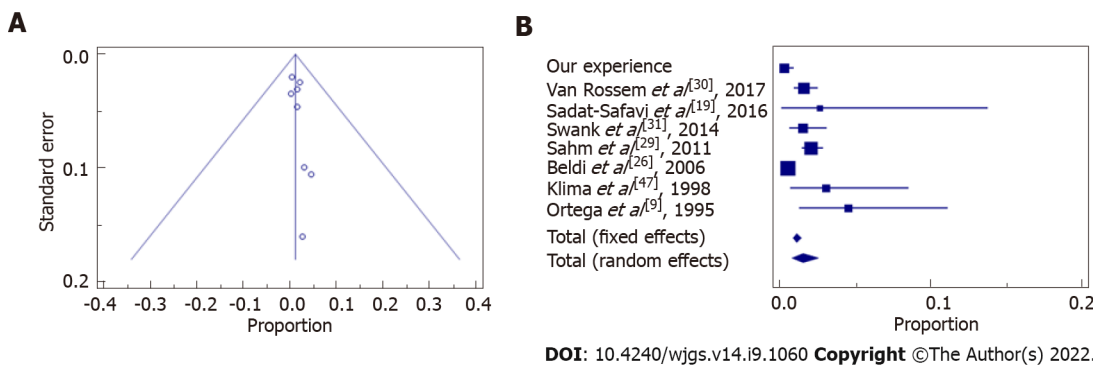 A
0.0
0.1
0.2
Standard error
-0.4 -0.3 -0.2 -0.1 0.0 0.1 0.2 0.3 0.4
Proportion
B
Our experience
Van Rossem et al[30], 2017
Sadat-Safavi et al[19], 2016
Swank et al[31], 2014
Sahm et al[29], 2011
Beldi et al[26], 2006
Klima et al[47], 1998
Ortega et al[9], 1995
Total (fixed effects)
Total (random effects)
0.0 0.1 0.2
Proportion
DOI: 10.4240/wjgs.v14.i9.1060 Copyright ©The Author(s) 2022.